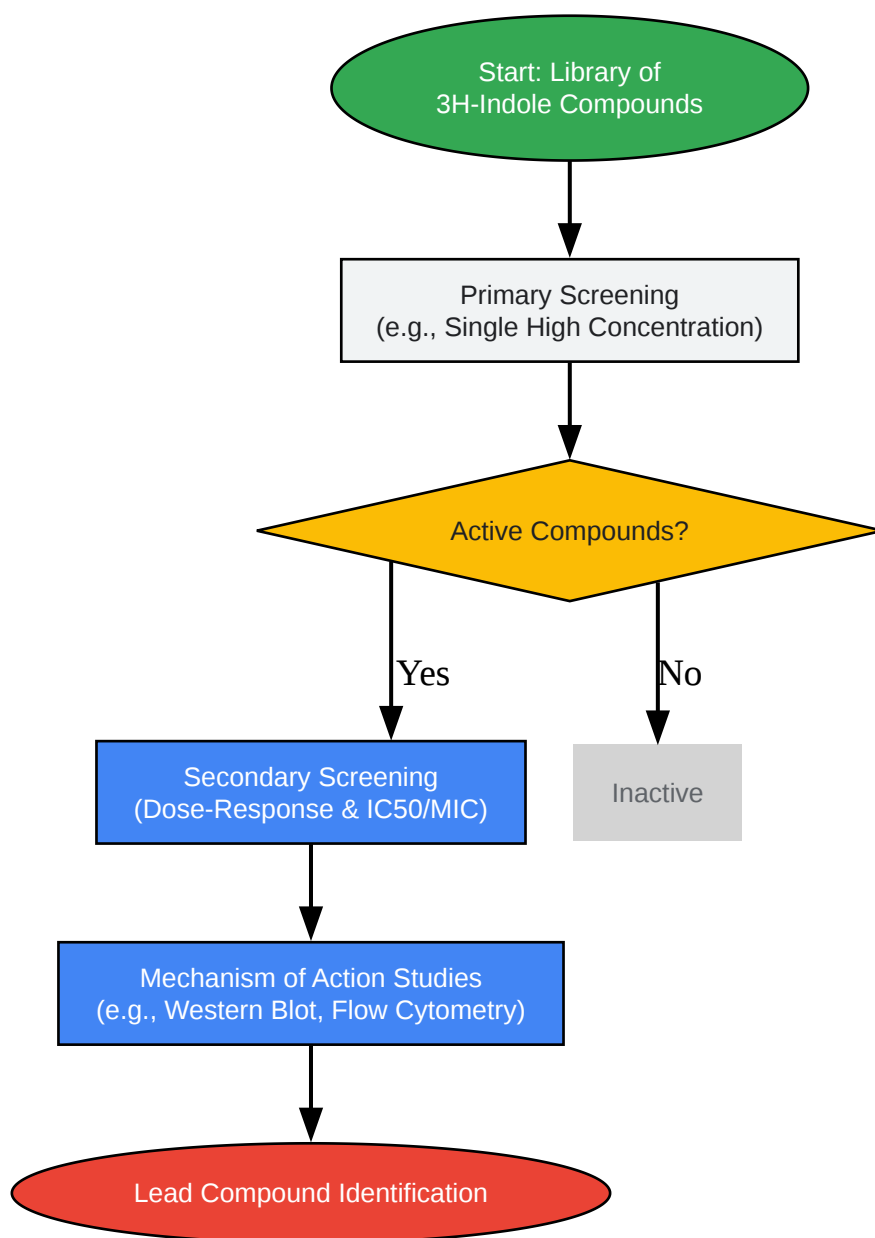 Start: Library of
3H-Indole Compounds
Primary Screening
(e.g., Single High Concentration)
Active Compounds?
Yes
No
Secondary Screening
(Dose-Response & IC50/MIC)
Inactive
Mechanism of Action Studies
(e.g., Western Blot, Flow Cytometry)
Lead Compound Identification